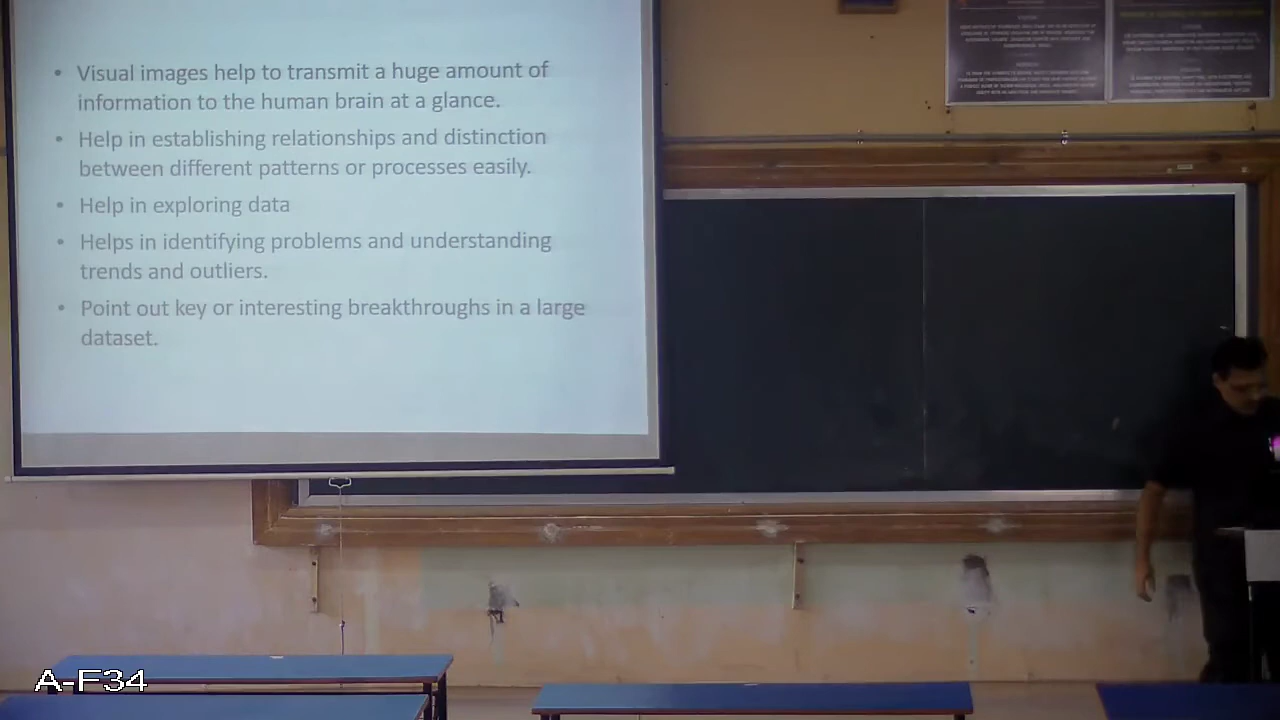 • Visual images help to transmit a huge amount of
information to the human brain at a glance.
• Help in establishing relationships and distinction
between different patterns or processes easily.
• Help in exploring data
• Helps in identifying problems and understanding
trends and outliers.
• Point out key or interesting breakthroughs in a large
dataset.
A-F34